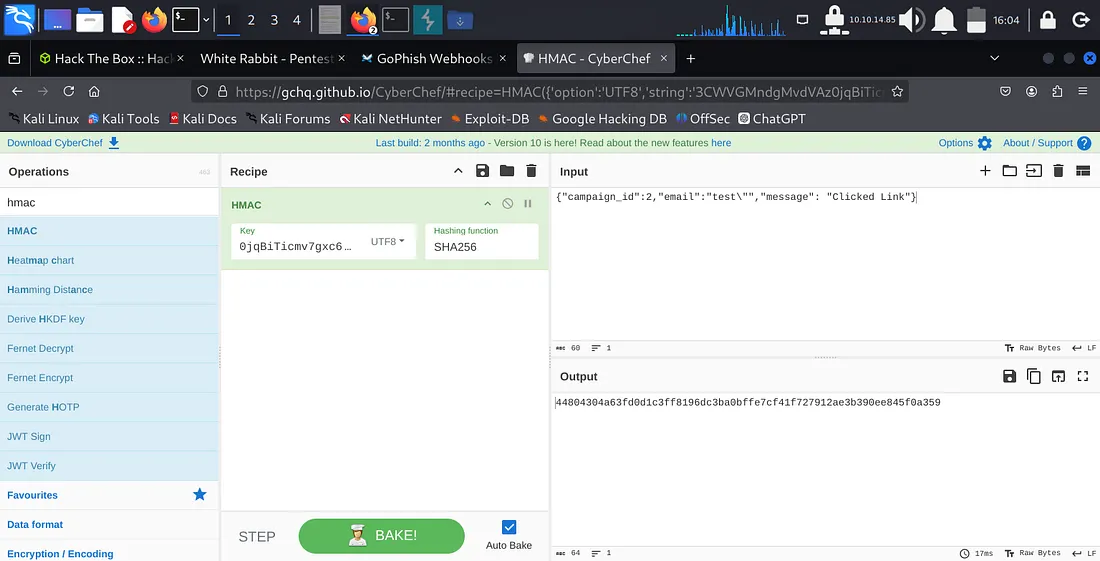 1 2 3 4
2
10.10.14.85
16:04
Hack The Box :: Hac
White Rabbit - Pentest
GoPhish Webhooks
HMAC - CyberChef
https://gchq.github.io/CyberChef/#recipe=HMAC({'option':'UTF8','string':'3CWVGMndgMvdVAz0jqBiTic
Kali Linux Kali Tools Kali Docs Kali Forums Kali NetHunter Exploit-DB Google Hacking DB OffSec ChatGPT
Download CyberChef
Last build: 2 months ago - Version 10 is here! Read about the new features here
Options
About / Support
Operations
Recipe
Input
hmac
HMAC
Heatmap chart
Hamming Distance
Derive HKDF key
Fernet Decrypt
Fernet Encrypt
Generate HOTP
JWT Sign
JWT Verify
Favourites
Data format
Encryption / Encoding
HMAC
Key
0jqBiTicmv7gxc6…
UTF8
Hashing function
SHA256
STEP
BAKE!
Auto Bake
{"campaign_id":2,"email":"test\"","message": "Clicked Link"}
60 1
Raw Bytes LF
Output
44804304a63fd0d1c3ff8196dc3ba0bffe7cf41f727912ae3b390ee845f0a359
64 1
17ms Raw Bytes LF